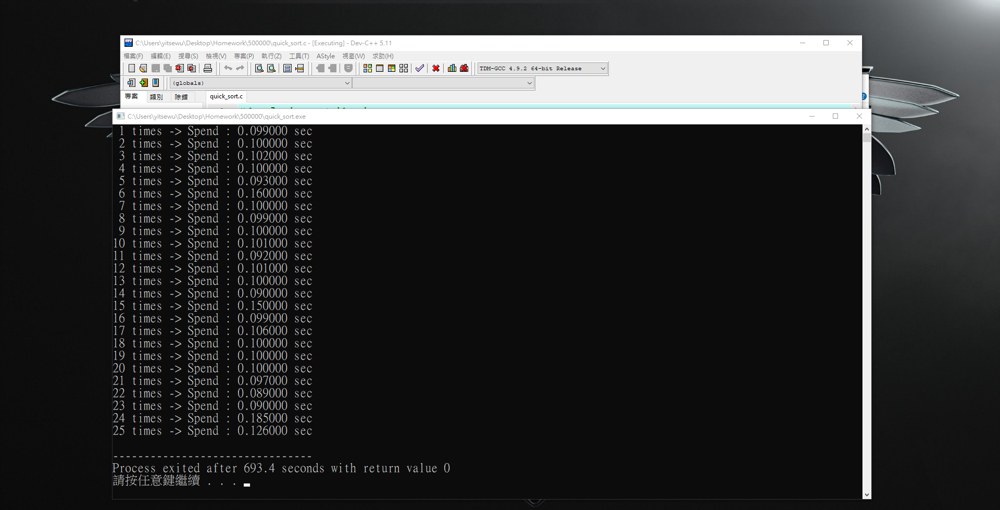 C:\Users\yitsewu\Desktop\Homework\500000\quick_sort.c - [Executing] - Dev-C++ 5.11
檔案(F) 編輯(E) 搜尋(S) 檢視(V) 專案(P) 執行(Z) 工具(T) AStyle 視窗(W) 求助(H)
TDM-GCC 4.9.2 64-bit Release
(globals)
專案 類別 除錯 quick_sort.c
C:\Users\yitsewu\Desktop\Homework\500000\quick_sort.exe
1 times -> Spend : 0.099000 sec
2 times -> Spend : 0.100000 sec
3 times -> Spend : 0.102000 sec
4 times -> Spend : 0.100000 sec
5 times -> Spend : 0.093000 sec
6 times -> Spend : 0.160000 sec
7 times -> Spend : 0.100000 sec
8 times -> Spend : 0.099000 sec
9 times -> Spend : 0.100000 sec
10 times -> Spend : 0.101000 sec
11 times -> Spend : 0.092000 sec
12 times -> Spend : 0.101000 sec
13 times -> Spend : 0.100000 sec
14 times -> Spend : 0.090000 sec
15 times -> Spend : 0.150000 sec
16 times -> Spend : 0.099000 sec
17 times -> Spend : 0.106000 sec
18 times -> Spend : 0.100000 sec
19 times -> Spend : 0.100000 sec
20 times -> Spend : 0.100000 sec
21 times -> Spend : 0.097000 sec
22 times -> Spend : 0.089000 sec
23 times -> Spend : 0.090000 sec
24 times -> Spend : 0.185000 sec
25 times -> Spend : 0.126000 sec
--------------------------------
Process exited after 693.4 seconds with return value 0
請按任意鍵繼續 . . .